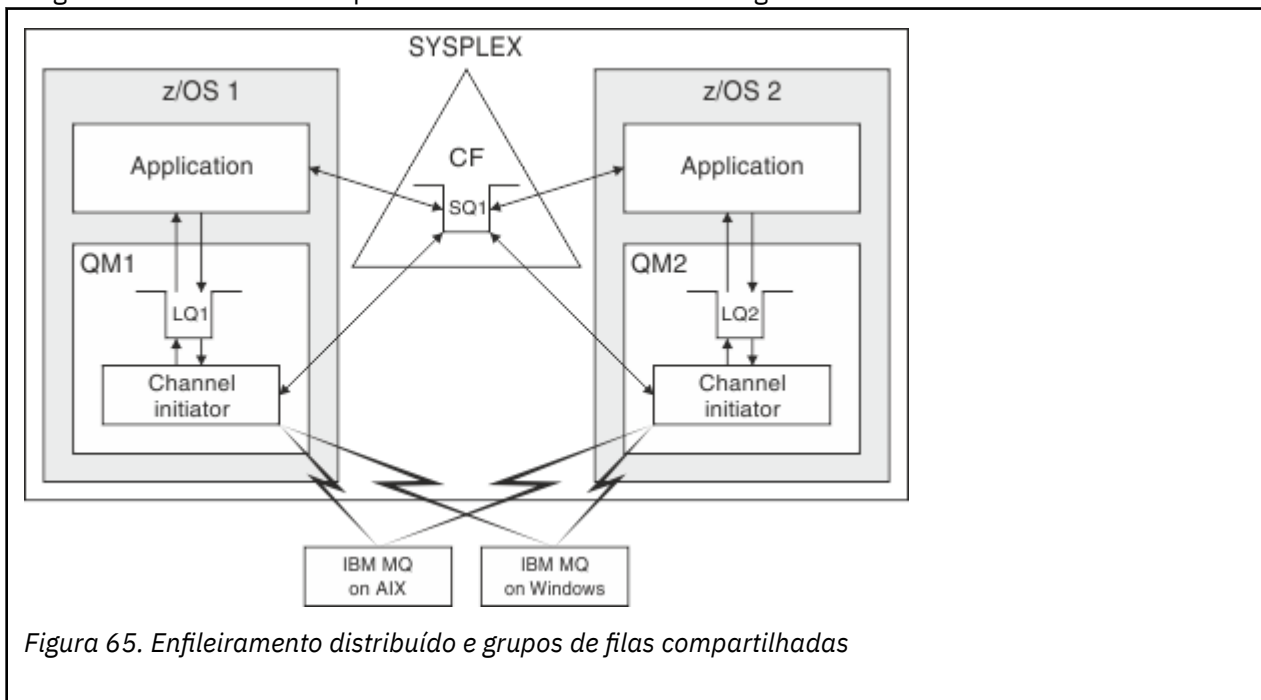 SYSPLEX
z/OS 1
z/OS 2
Application
CF
Application
SQ1
QM1
QM2
LQ1
LQ2
Channel
initiator
Channel
initiator
IBM MQ
on AIX
IBM MQ
on Windows
Figura 65. Enfileiramento distribuído e grupos de filas compartilhadas